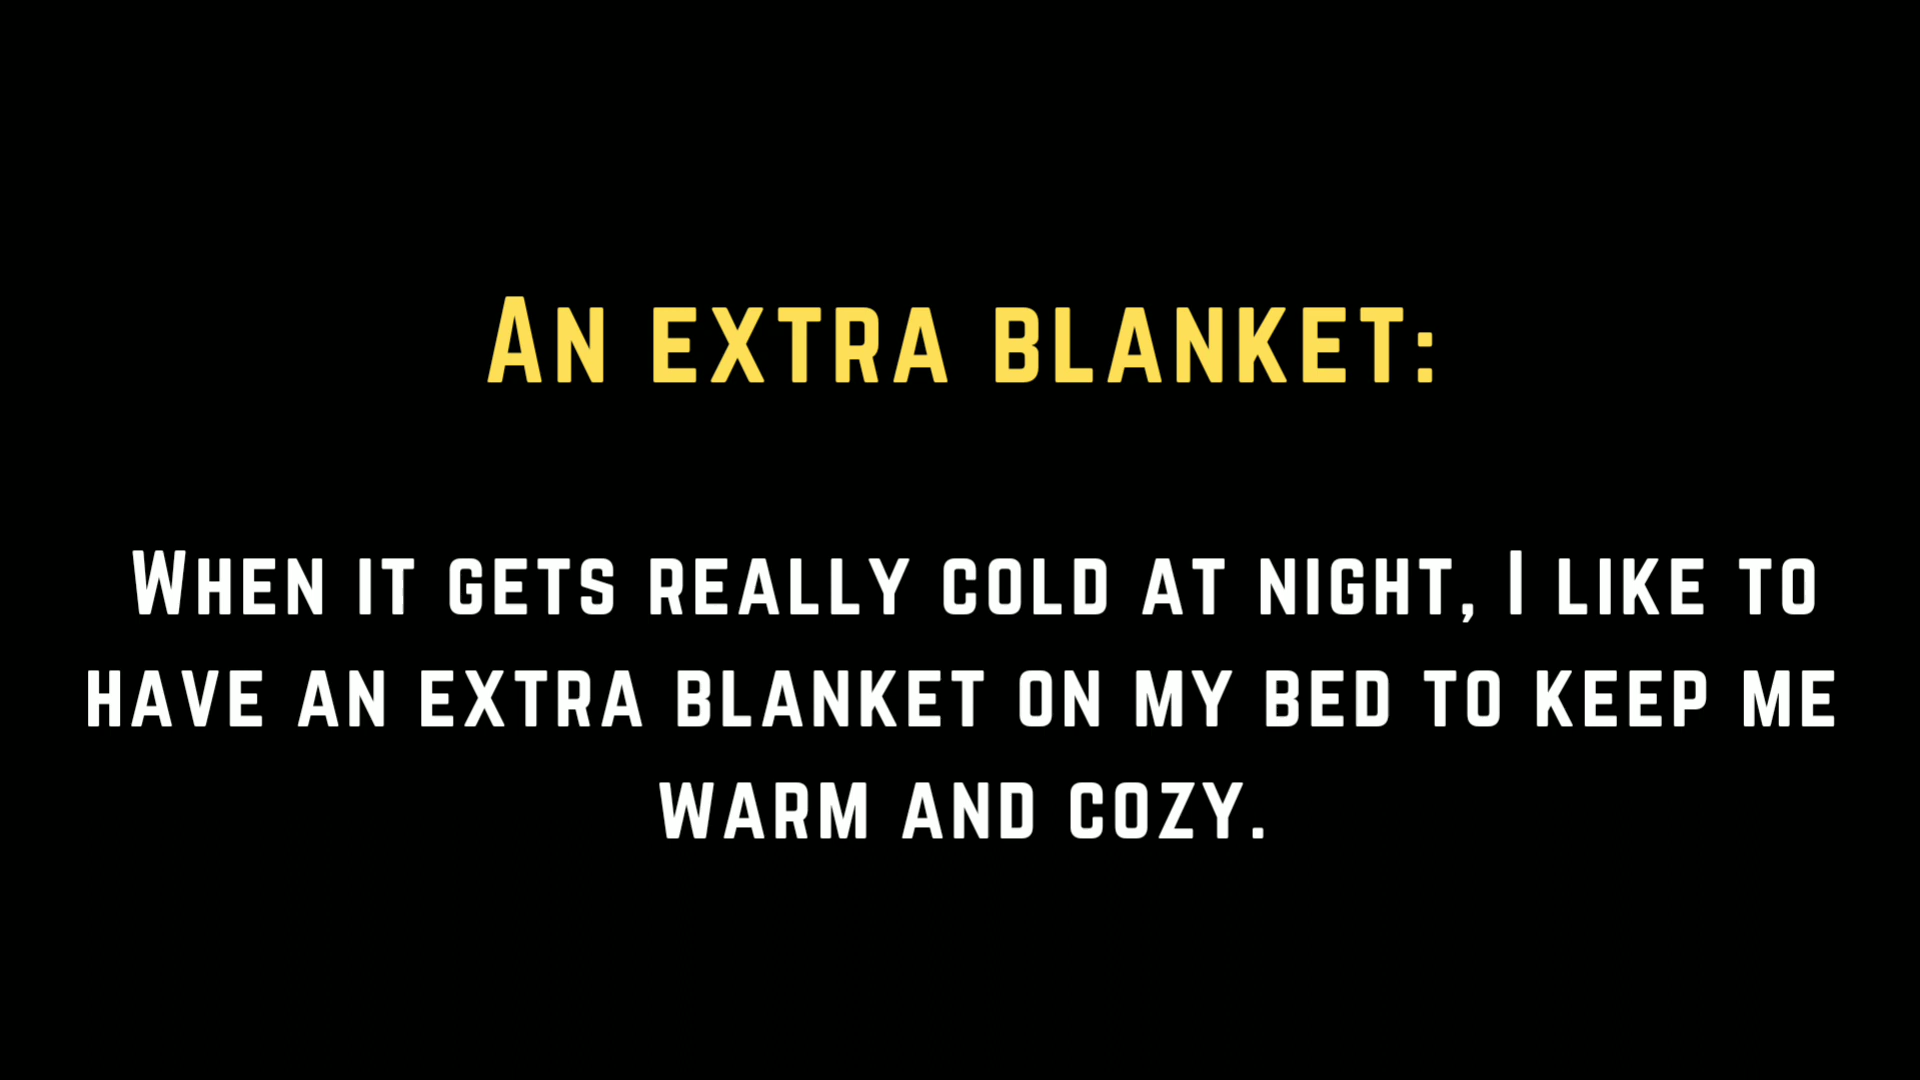 An extra blanket:
When it gets really cold at night, I like to
have an extra blanket on my bed to keep me
warm and cozy.